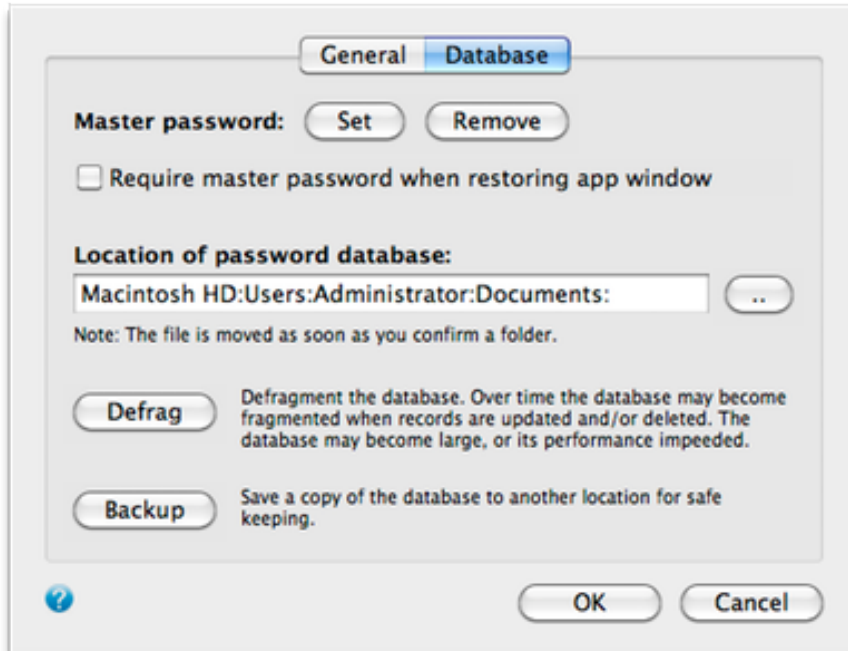 General Database
Master password: Set Remove
Require master password when restoring app window
Location of password database:
Macintosh HD:Users:Administrator:Documents: ..
Note: The file is moved as soon as you confirm a folder.
Defrag
Defragment the database. Over time the database may become
fragmented when records are updated and/or deleted. The
database may become large, or its performance impeeded.
Backup
Save a copy of the database to another location for safe
keeping.
? OK Cancel